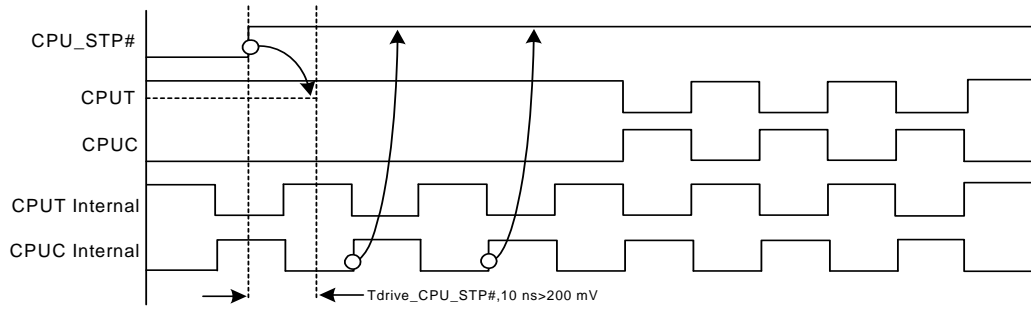 CPU_STP#
CPUT
CPUC
CPUT Internal
CPUC Internal
Tdrive_CPU_STP#,10 ns>200 mV